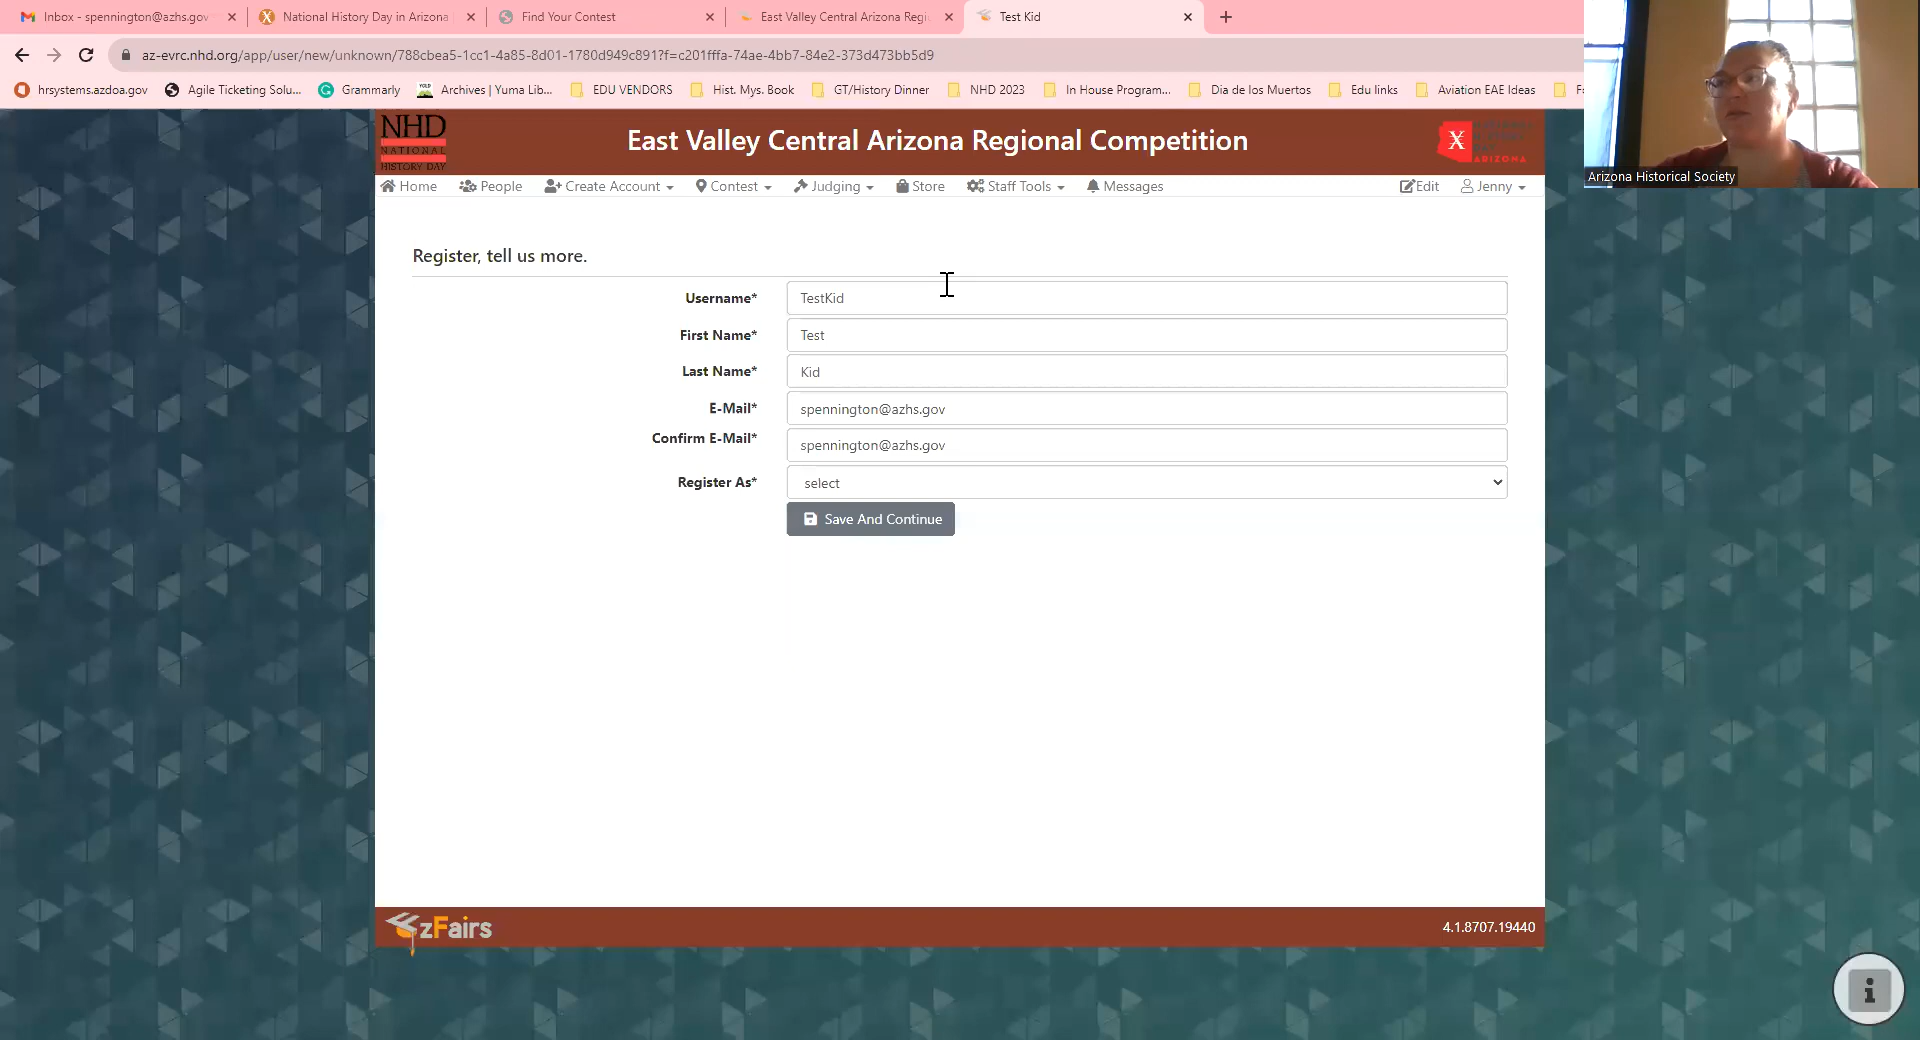 Inbox - spennington@azhs.gov
National History Day in Arizona
Find Your Contest
East Valley Central Arizona Regi
Test Kid
az-evrc.nhd.org/app/user/new/unknown/788cbea5-1cc1-4a85-8d01-1780d949c891?f=c201fffa-74ae-4bb7-84e2-373d473bb5d9
hrsystems.azdoa.gov
Agile Ticketing Solu...
Grammarly
Archives | Yuma Lib...
EDU VENDORS
Hist. Mys. Book
GT/History Dinner
NHD 2023
In House Program...
Dia de los Muertos
Edu links
Aviation EAE Ideas
NHD
NATIONAL
HISTORY DAY
East Valley Central Arizona Regional Competition
X
ARIZONA
Arizona Historical Society
Home
People
Create Account
Contest
Judging
Store
Staff Tools
Messages
Edit
Jenny
Register, tell us more.
Username* TestKid
First Name* Test
Last Name* Kid
E-Mail* spennington@azhs.gov
Confirm E-Mail* spennington@azhs.gov
Register As* select
Save And Continue
zFairs
4.1.8707.19440